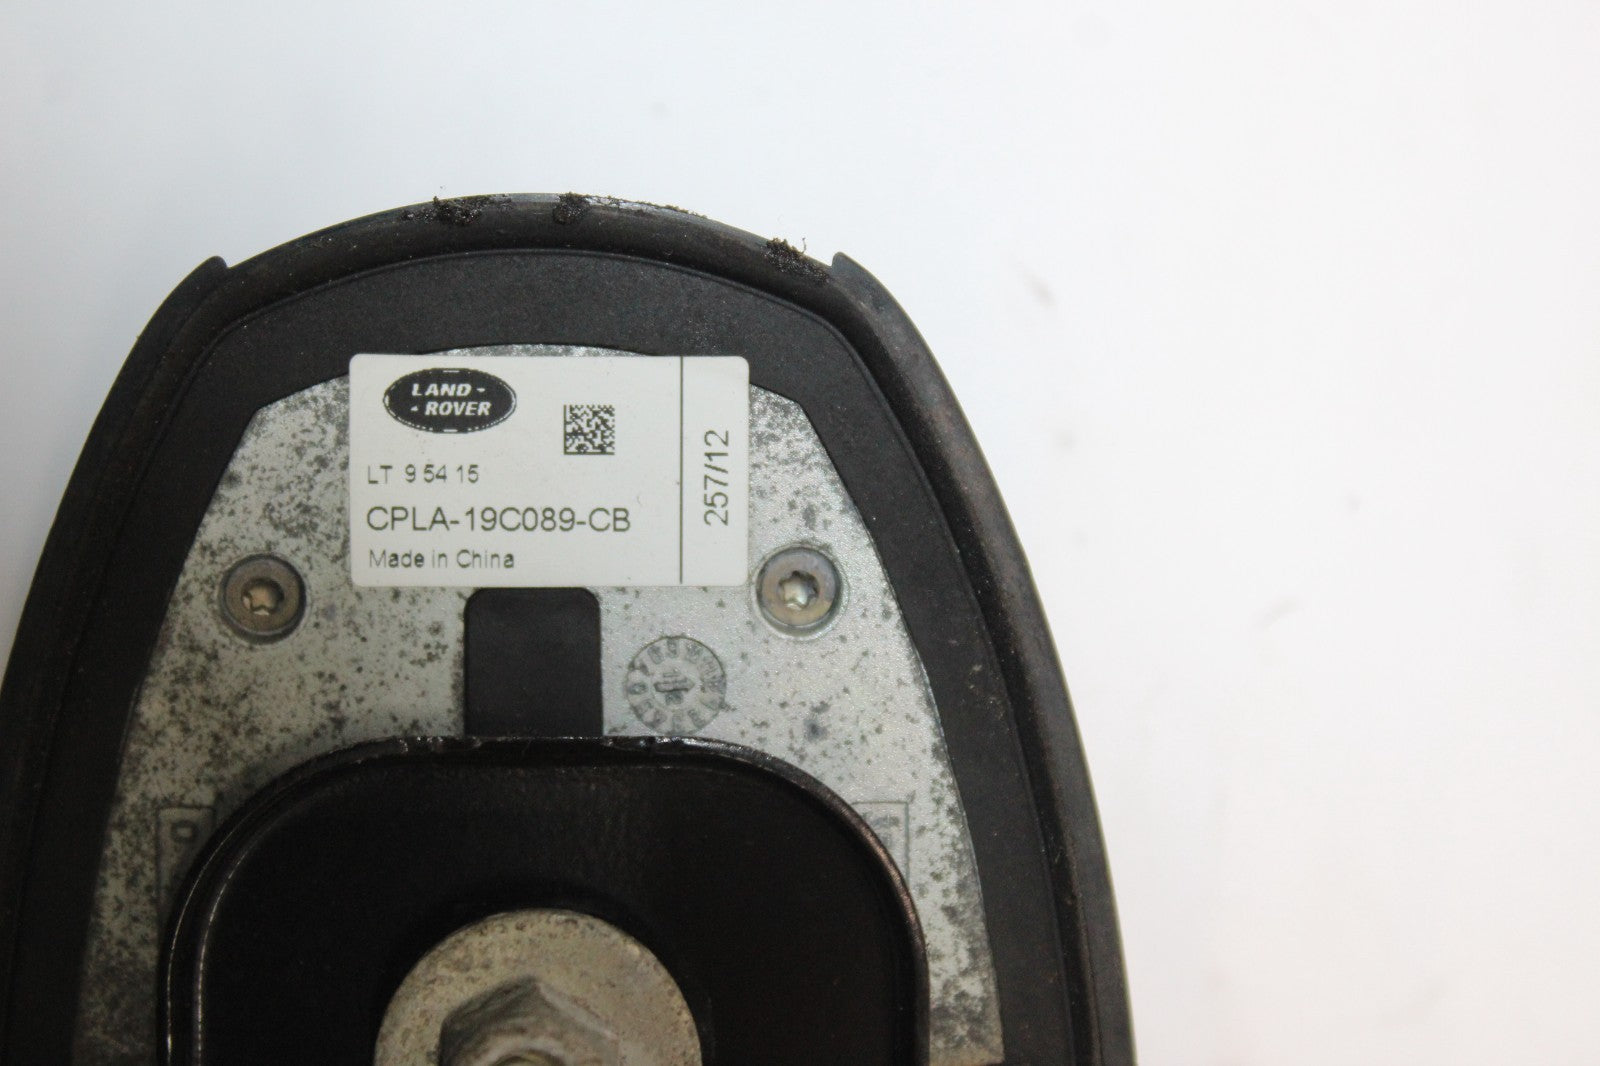 LAND -
- ROVER
LT 9 54 15
CPLA-19C089-CB
Made in China
257/12